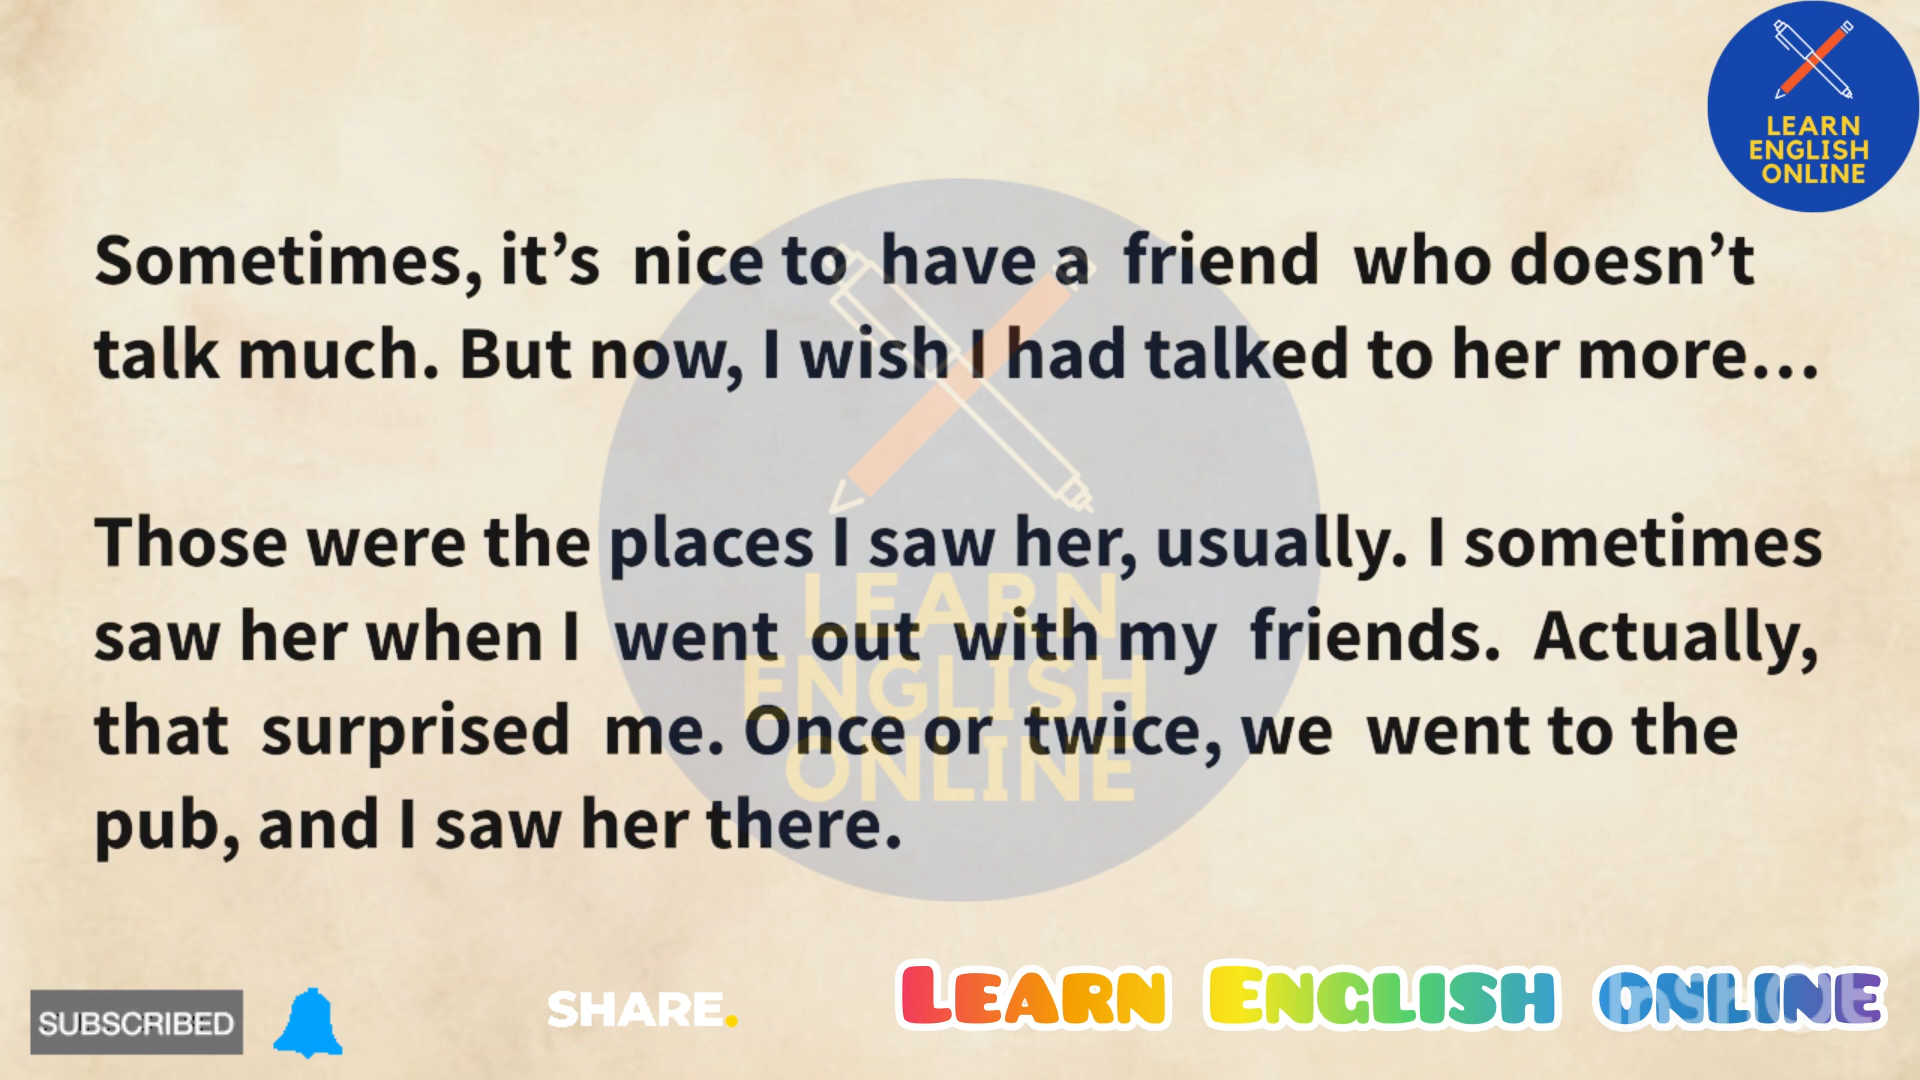 LEARN
ENGLISH
ONLINE
Sometimes, it’s nice to have a friend who doesn’t
talk much. But now, I wish I had talked to her more...
Those were the places I saw her, usually. I sometimes
saw her when I went out with my friends. Actually,
that surprised me. Once or twice, we went to the
pub, and I saw her there.
LEARN
ENGLISH
ONLINE
SUBSCRIBED
SHARE.
LEARN ENGLISH ONLINE
InShOt